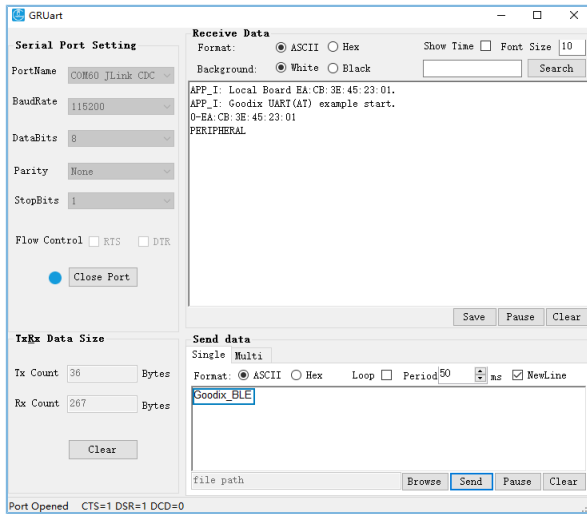 GRUart
Serial Port Setting
PortName COM60 JLink CDC
BaudRate 115200
DataBits 8
Parity None
StopBits 1
Flow Control RTS DTR
Close Port
TxRx Data Size
Tx Count 36 Bytes
Rx Count 267 Bytes
Clear
Receive Data
Format: ASCII Hex Show Time Font Size 10
Background: White Black Search
APP_I: Local Board EA:CB:3E:45:23:01.
APP_I: Goodix UART(AT) example start.
0-EA:CB:3E:45:23:01
PERIPHERAL
Save Pause Clear
Send data
Single Multi
Format: ASCII Hex Loop Period 50 ms NewLine
Goodix_BLE
file path Browse Send Pause Clear
Port Opened CTS=1 DSR=1 DCD=0